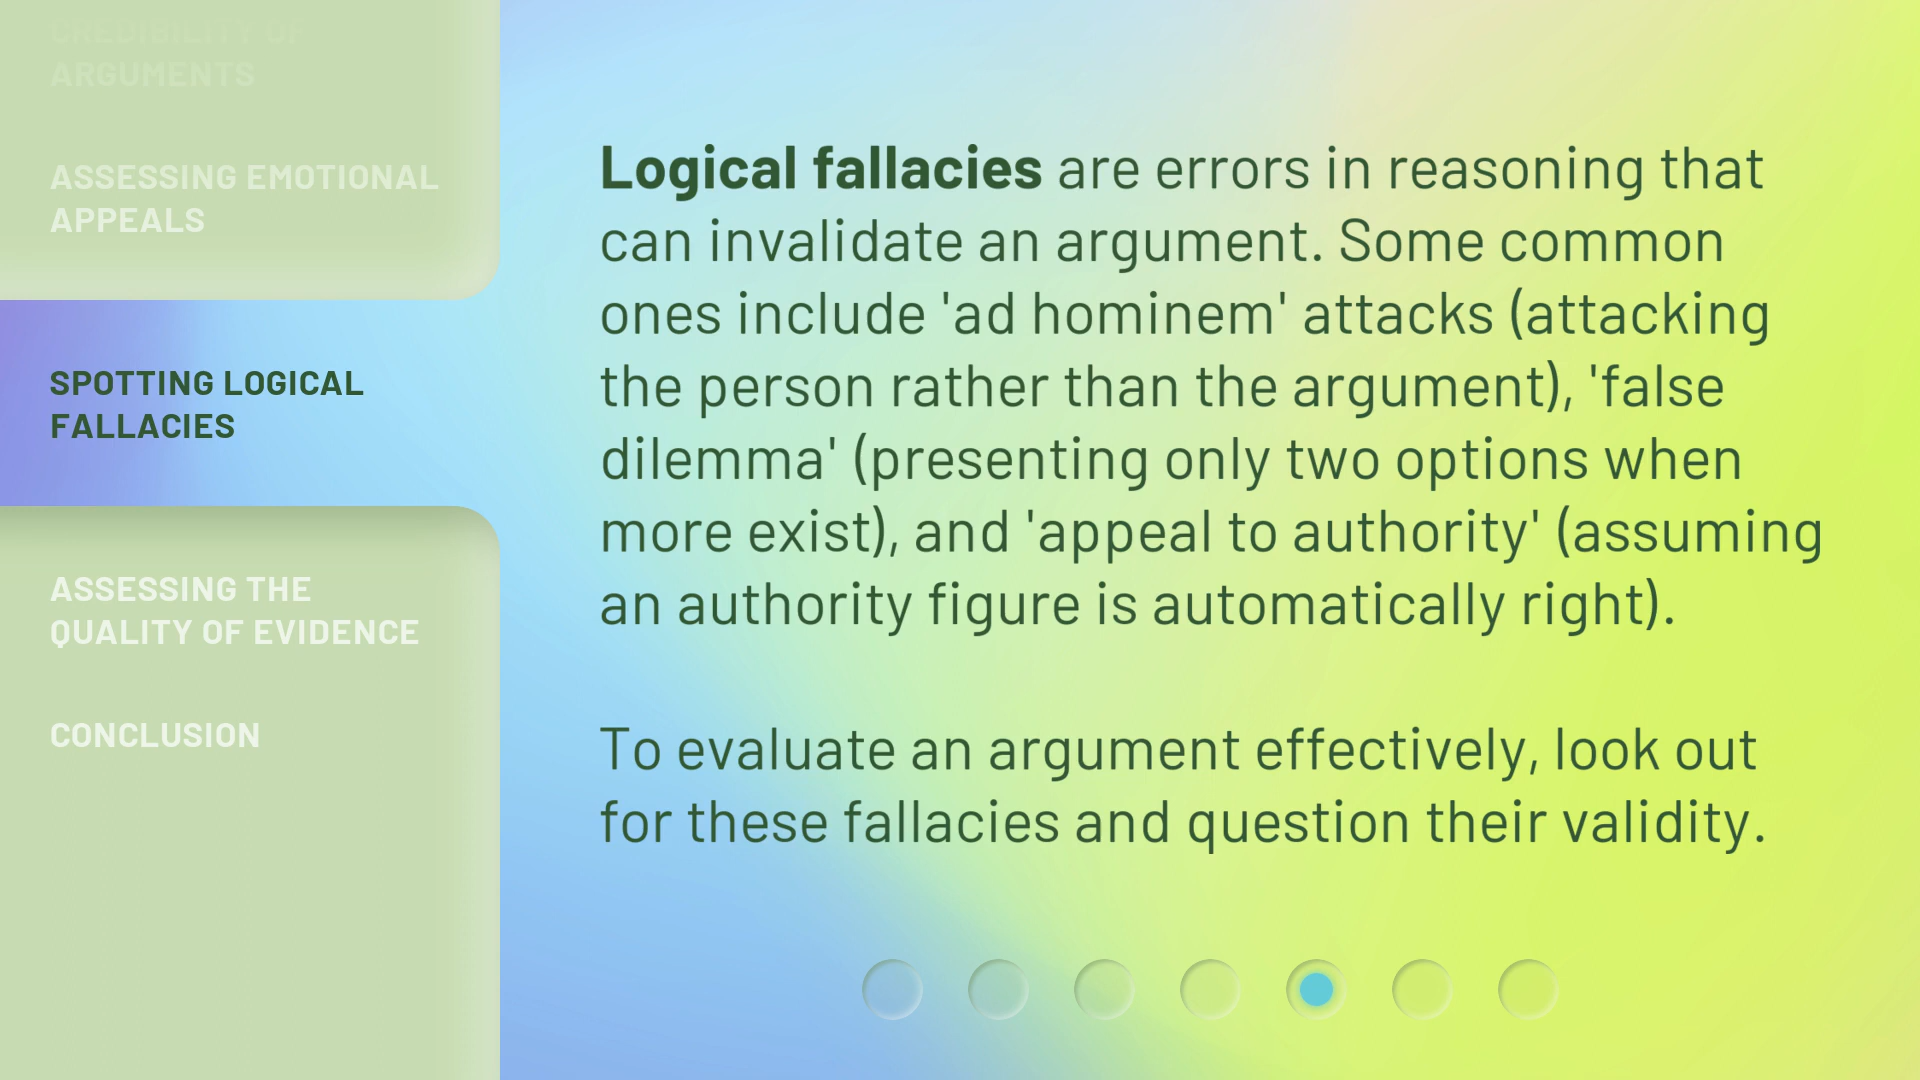 CREDIBILITY OF
ARGUMENTS
ASSESSING EMOTIONAL
APPEALS
SPOTTING LOGICAL
FALLACIES
ASSESSING THE
QUALITY OF EVIDENCE
CONCLUSION
Logical fallacies are errors in reasoning that
can invalidate an argument. Some common
ones include 'ad hominem' attacks (attacking
the person rather than the argument), 'false
dilemma' (presenting only two options when
more exist), and 'appeal to authority' (assuming
an authority figure is automatically right).
To evaluate an argument effectively, look out
for these fallacies and question their validity.